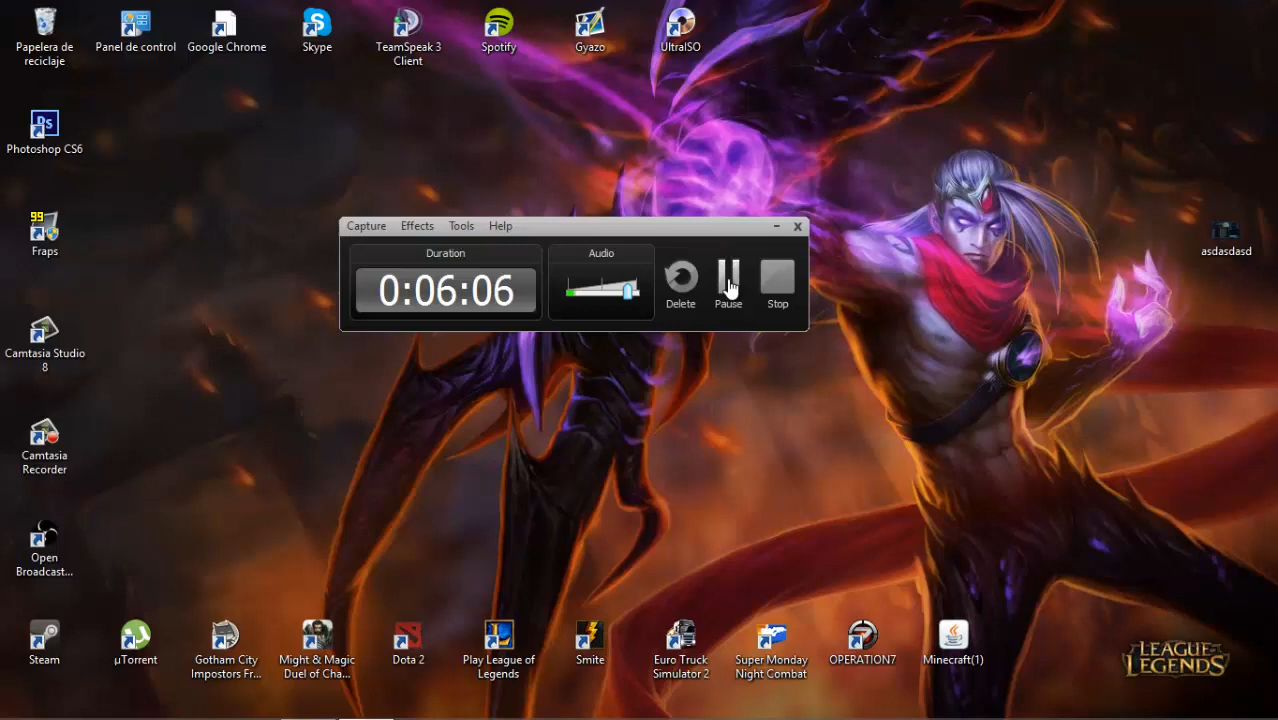 Papelera de
reciclaje
Panel de control
Google Chrome
Skype
TeamSpeak 3
Client
Spotify
Gyazo
UltraISO
Ps
Photoshop CS6
99
Fraps
asdasdasd
Capture Effects Tools Help
Duration
0:06:06
Audio
Delete
Pause
Stop
Camtasia Studio
8
Camtasia
Recorder
Open
Broadcast...
Steam
µTorrent
Gotham City
Impostors Fr...
Might & Magic
Duel of Cha...
Dota 2
Play League of
Legends
Smite
Euro Truck
Simulator 2
Super Monday
Night Combat
OPERATION7
Minecraft(1)
LEAGUE
OF
LEGENDS